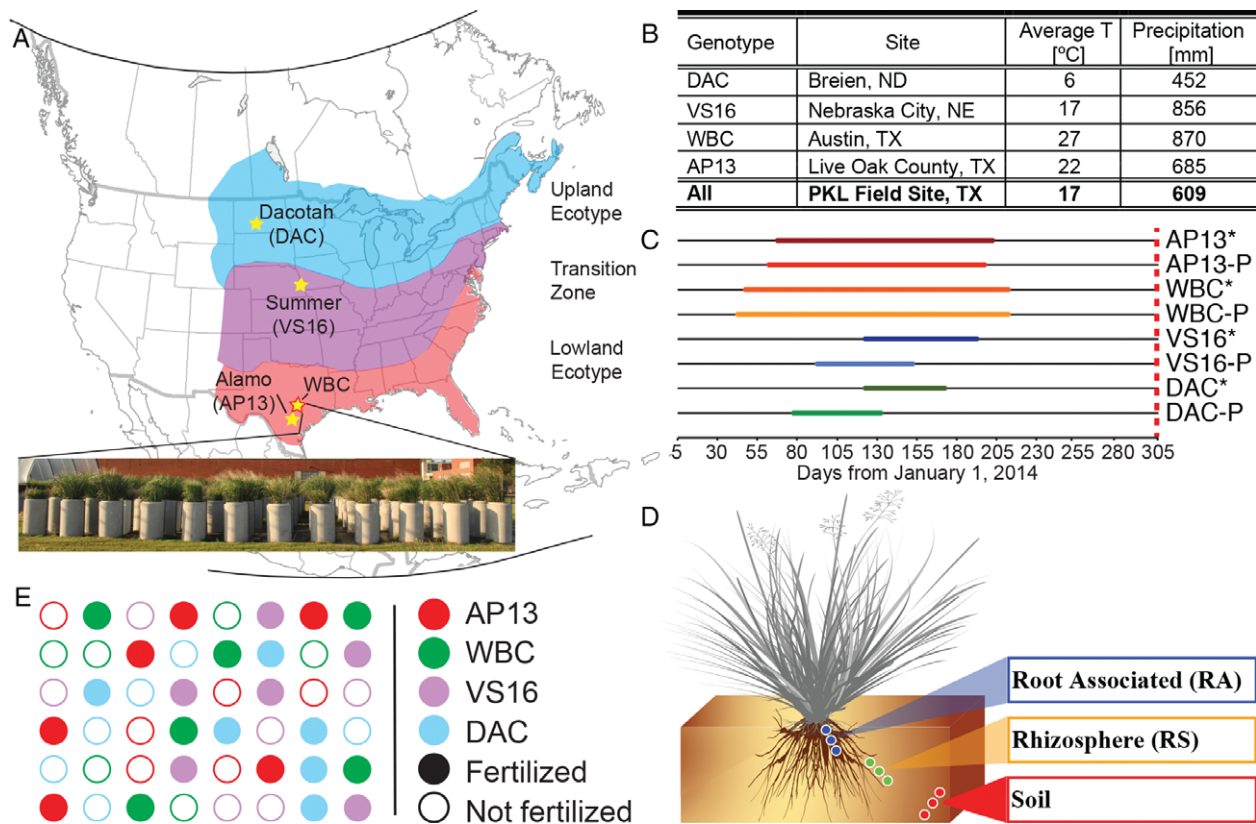 A
Dacotah
(DAC)
Summer
(VS16)
Alamo
(AP13)
WBC
Upland
Ecotype
Transition
Zone
Lowland
Ecotype
B
Genotype Site Average T [ºC] Precipitation [mm]
DAC Breien, ND 6 452
VS16 Nebraska City, NE 17 856
WBC Austin, TX 27 870
AP13 Live Oak County, TX 22 685
All PKL Field Site, TX 17 609
C
AP13*
AP13-P
WBC*
WBC-P
VS16*
VS16-P
DAC*
DAC-P
5 30 55 80 105 130 155 180 205 230 255 280 305
Days from January 1, 2014
D
Root Associated (RA)
Rhizosphere (RS)
Soil
E
AP13
WBC
VS16
DAC
Fertilized
Not fertilized